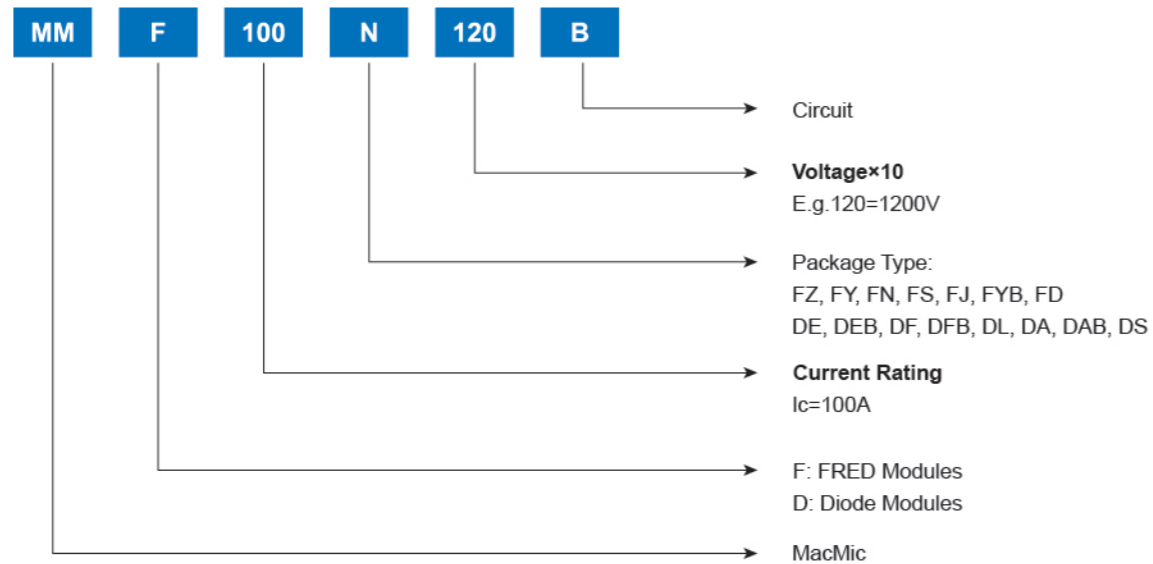 MM F 100 N 120 B
Circuit
Voltage×10
E.g.120=1200V
Package Type:
FZ, FY, FN, FS, FJ, FYB, FD
DE, DEB, DF, DFB, DL, DA, DAB, DS
Current Rating
Ic=100A
F: FRED Modules
D: Diode Modules
MacMic